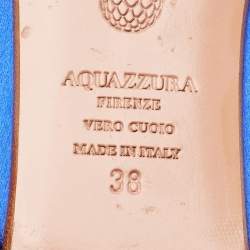 AQUAZZURA
FIRENZE
VERO CUOIO
MADE IN ITALY
38